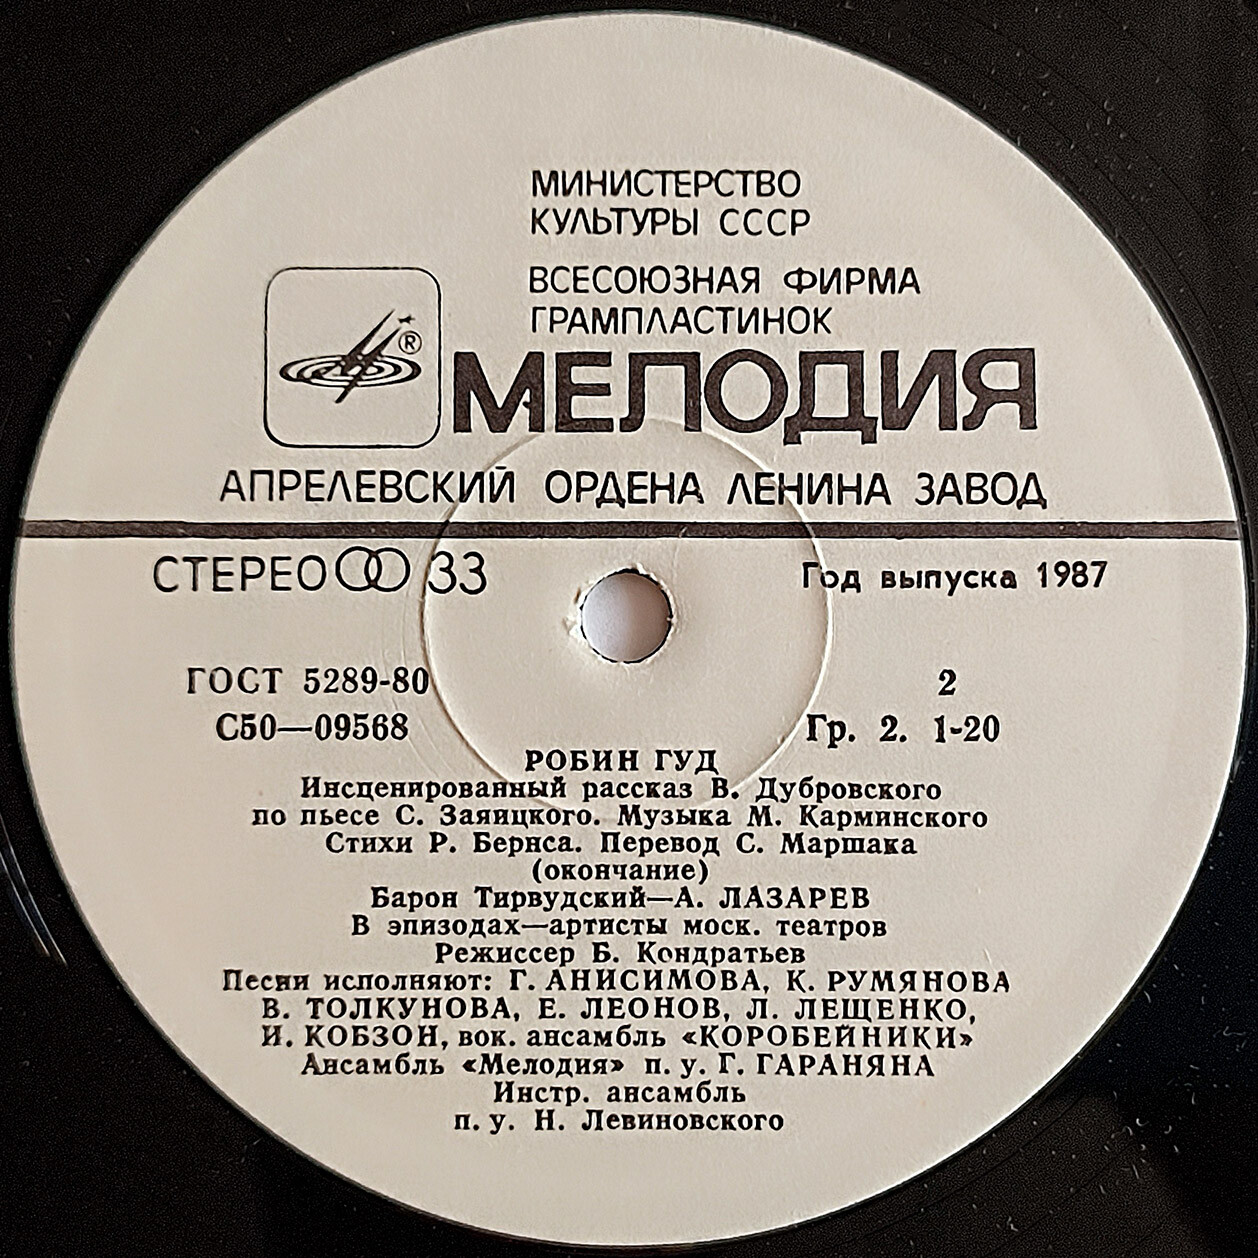 МИНИСТЕРСТВО
КУЛЬТУРЫ СССР
ВСЕСОЮЗНАЯ ФИРМА
ГРАМПЛАСТИНОК
®
МЕЛОДИЯ
АПРЕЛЕВСКИЙ ОРДЕНА ЛЕНИНА ЗАВОД
СТЕРЕО 33
Год выпуска 1987
ГОСТ 5289-80
2
С50—09568
Гр. 2. 1-20
РОБИН ГУД
Инсценированный рассказ В. Дубровского
по пьесе С. Заяицкого. Музыка М. Карминского
Стихи Р. Бернса. Перевод С. Маршака
(окончание)
Барон Тирвудский—А. ЛАЗАРЕВ
В эпизодах—артисты моск. театров
Режиссер Б. Кондратьев
Песни исполняют: Г. АНИСИМОВА, К. РУМЯНОВА
В. ТОЛКУНОВА, Е. ЛЕОНОВ, Л. ЛЕЩЕНКО,
И. КОБЗОН, вок. ансамбль «КОРОБЕЙНИКИ»
Ансамбль «Мелодия» п. у. Г. ГАРАНЯНА
Инстр. ансамбль
п. у. Н. Левиновского